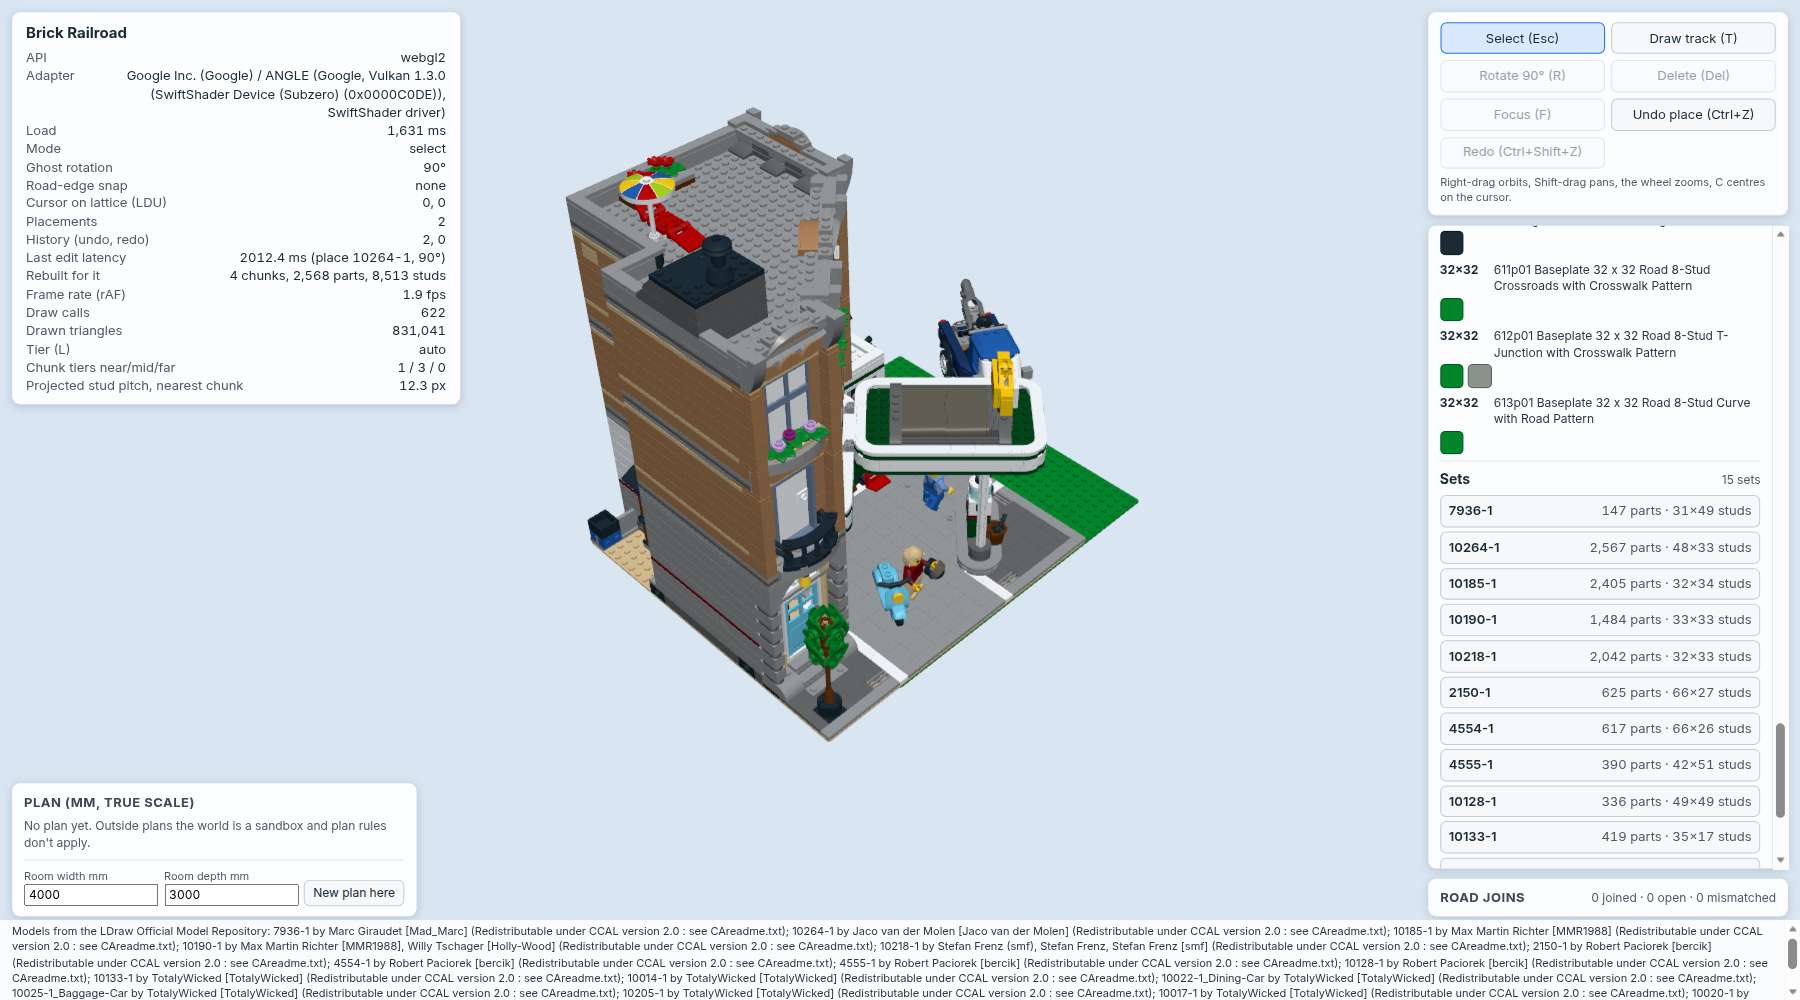 Brick Railroad
API webgl2
Adapter Google Inc. (Google) / ANGLE (Google, Vulkan 1.3.0
(SwiftShader Device (Subzero) (0x0000C0DE)),
SwiftShader driver)
Load 1,631 ms
Mode select
Ghost rotation 90°
Road-edge snap none
Cursor on lattice (LDU) 0, 0
Placements 2
History (undo, redo) 2, 0
Last edit latency 2012.4 ms (place 10264-1, 90°)
Rebuilt for it 4 chunks, 2,568 parts, 8,513 studs
Frame rate (rAF) 1.9 fps
Draw calls 622
Drawn triangles 831,041
Tier (L) auto
Chunk tiers near/mid/far 1 / 3 / 0
Projected stud pitch, nearest chunk 12.3 px
PLAN (MM, TRUE SCALE)
No plan yet. Outside plans the world is a sandbox and plan rules
don't apply.
Room width mm Room depth mm
4000 3000 New plan here
Select (Esc) Draw track (T)
Rotate 90° (R) Delete (Del)
Focus (F) Undo place (Ctrl+Z)
Redo (Ctrl+Shift+Z)
Right-drag orbits, Shift-drag pans, the wheel zooms, C centres
on the cursor.
32×32 611p01 Baseplate 32 x 32 Road 8-Stud
Crossroads with Crosswalk Pattern
32×32 612p01 Baseplate 32 x 32 Road 8-Stud T-
Junction with Crosswalk Pattern
32×32 613p01 Baseplate 32 x 32 Road 8-Stud Curve
with Road Pattern
Sets 15 sets
7936-1 147 parts · 31×49 studs
10264-1 2,567 parts · 48×33 studs
10185-1 2,405 parts · 32×34 studs
10190-1 1,484 parts · 33×33 studs
10218-1 2,042 parts · 32×33 studs
2150-1 625 parts · 66×27 studs
4554-1 617 parts · 66×26 studs
4555-1 390 parts · 42×51 studs
10128-1 336 parts · 49×49 studs
10133-1 419 parts · 35×17 studs
ROAD JOINS 0 joined · 0 open · 0 mismatched
Models from the LDraw Official Model Repository: 7936-1 by Marc Giraudet [Mad_Marc] (Redistributable under CCAL version 2.0 : see CAreadme.txt); 10264-1 by Jaco van der Molen [Jaco van der Molen] (Redistributable under CCAL version 2.0 : see CAreadme.txt); 10185-1 by Max Martin Richter [MMR1988] (Redistributable under CCAL
version 2.0 : see CAreadme.txt); 10190-1 by Max Martin Richter [MMR1988], Willy Tschager [Holly-Wood] (Redistributable under CCAL version 2.0 : see CAreadme.txt); 10218-1 by Stefan Frenz (smf), Stefan Frenz, Stefan Frenz [smf] (Redistributable under CCAL version 2.0 : see CAreadme.txt); 2150-1 by Robert Paciorek [bercik]
(Redistributable under CCAL version 2.0 : see CAreadme.txt); 4554-1 by Robert Paciorek [bercik] (Redistributable under CCAL version 2.0 : see CAreadme.txt); 4555-1 by Robert Paciorek [bercik] (Redistributable under CCAL version 2.0 : see CAreadme.txt); 10128-1 by Robert Paciorek [bercik] (Redistributable under CCAL version 2.0 : see
CAreadme.txt); 10133-1 by TotalyWicked [TotalyWicked] (Redistributable under CCAL version 2.0 : see CAreadme.txt); 10014-1 by TotalyWicked [TotalyWicked] (Redistributable under CCAL version 2.0 : see CAreadme.txt); 10022-1_Dining-Car by TotalyWicked [TotalyWicked] (Redistributable under CCAL version 2.0 : see CAreadme.txt);
10025-1_Baggage-Car by TotalyWicked [TotalyWicked] (Redistributable under CCAL version 2.0 : see CAreadme.txt); 10205-1 by TotalyWicked [TotalyWicked] (Redistributable under CCAL version 2.0 : see CAreadme.txt); 10017-1 by TotalyWicked [TotalyWicked] (Redistributable under CCAL version 2.0 : see CAreadme.txt); 10020-1 by